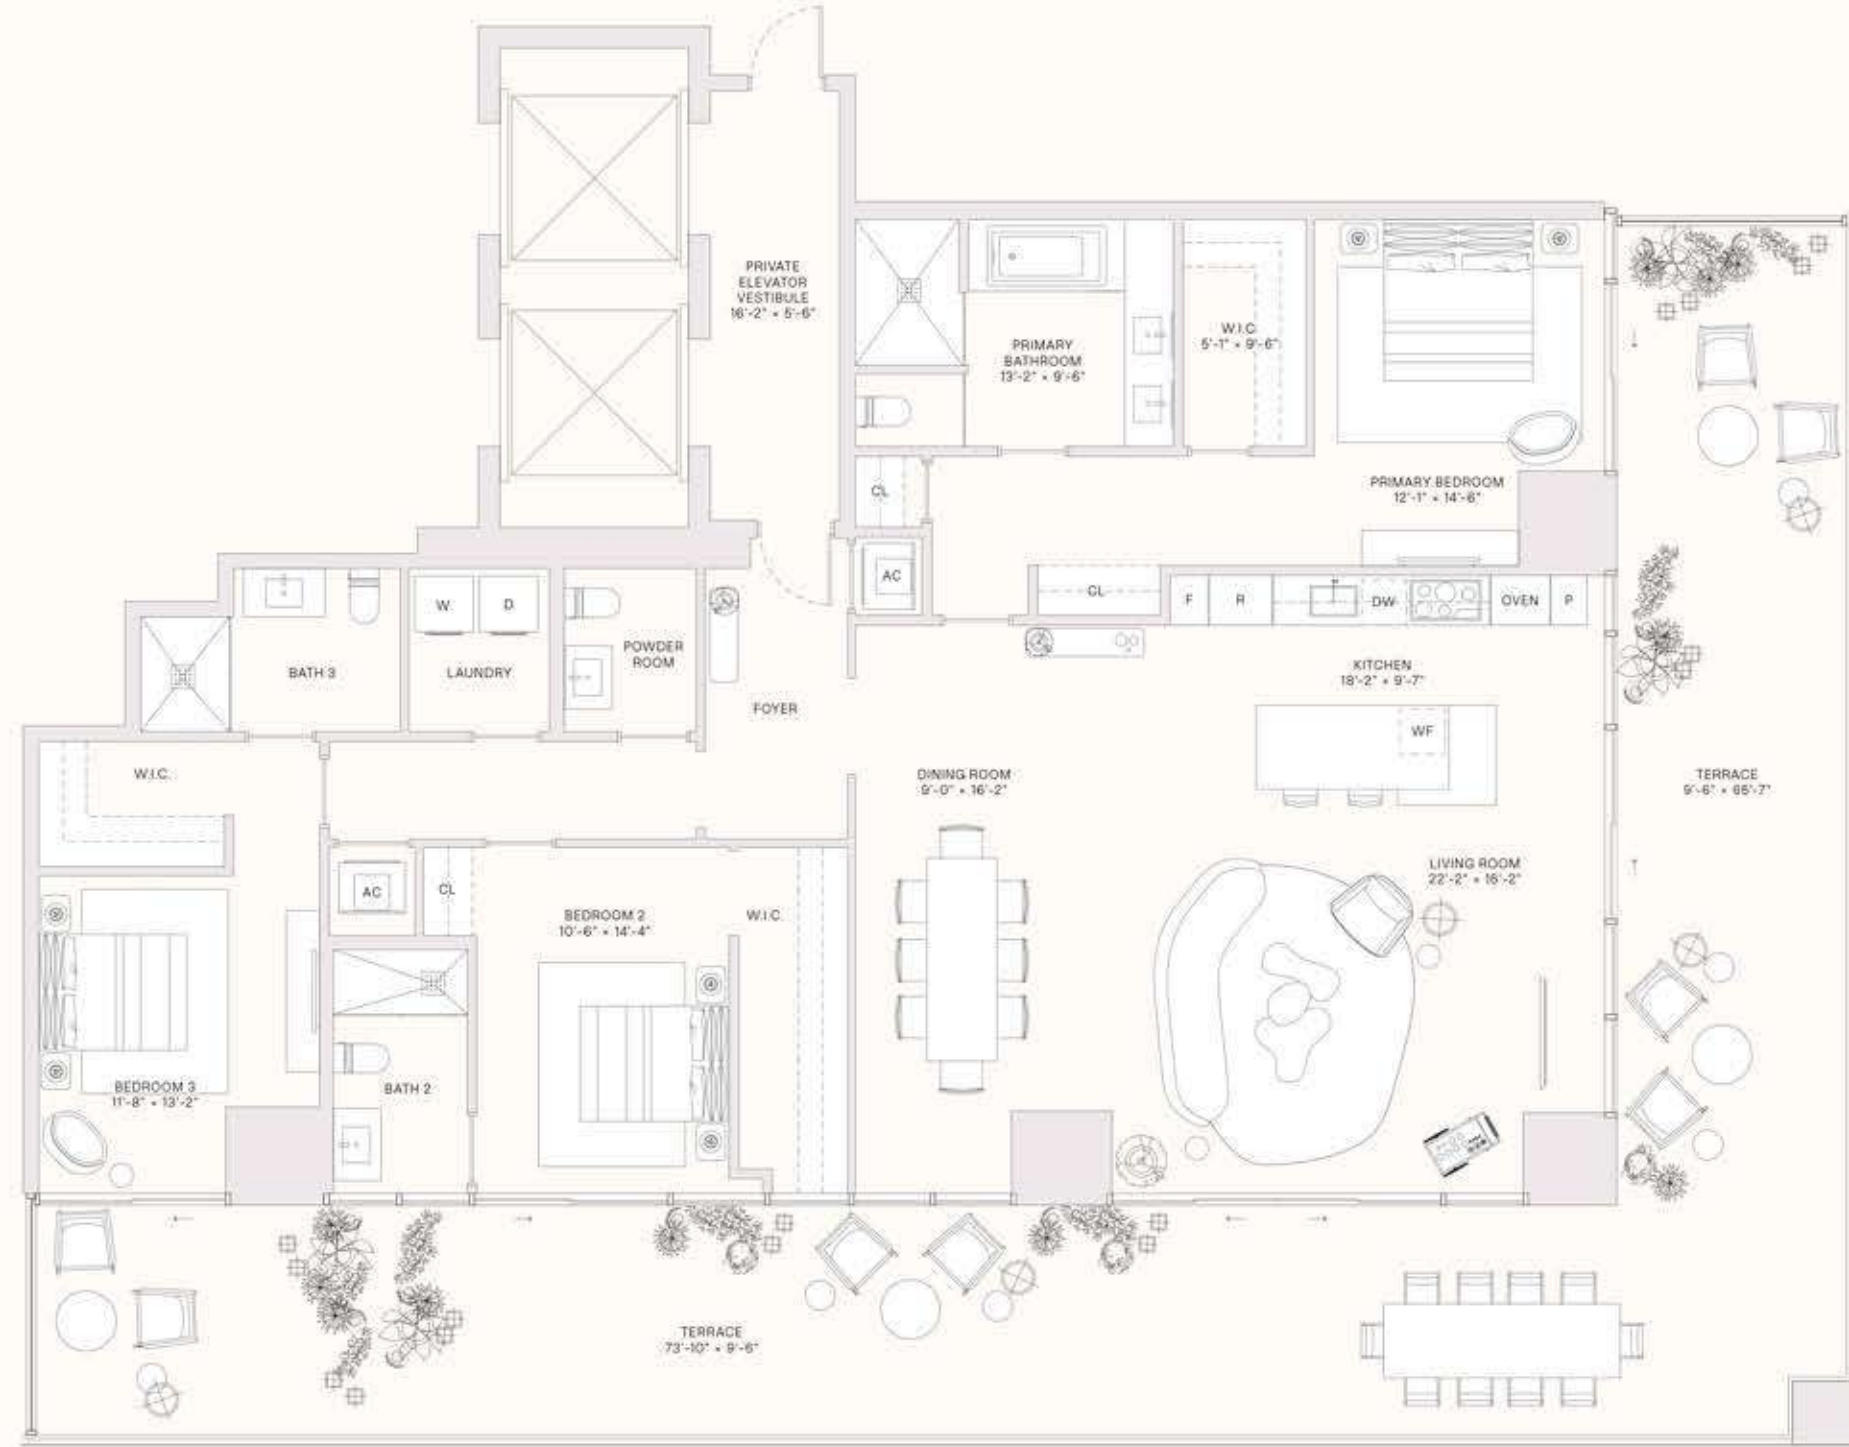 PRIVATE
ELEVATOR
VESTIBULE
16'-2" × 5'-6"
PRIMARY
BATHROOM
13'-2" × 9'-6"
W.I.C.
5'-1" × 9'-6"
PRIMARY BEDROOM
12'-1" × 14'-6"
CL
AC
CL
F
R
DW
OVEN
P
W
D
BATH 3
LAUNDRY
POWDER
ROOM
FOYER
KITCHEN
18'-2" × 9'-7"
WF
W.I.C.
DINING ROOM
9'-0" × 16'-2"
TERRACE
9'-6" × 65'-7"
LIVING ROOM
22'-2" × 16'-2"
AC
CL
BEDROOM 2
10'-6" × 14'-4"
W.I.C.
BEDROOM 3
11'-8" × 13'-2"
BATH 2
TERRACE
73'-10" × 9'-6"